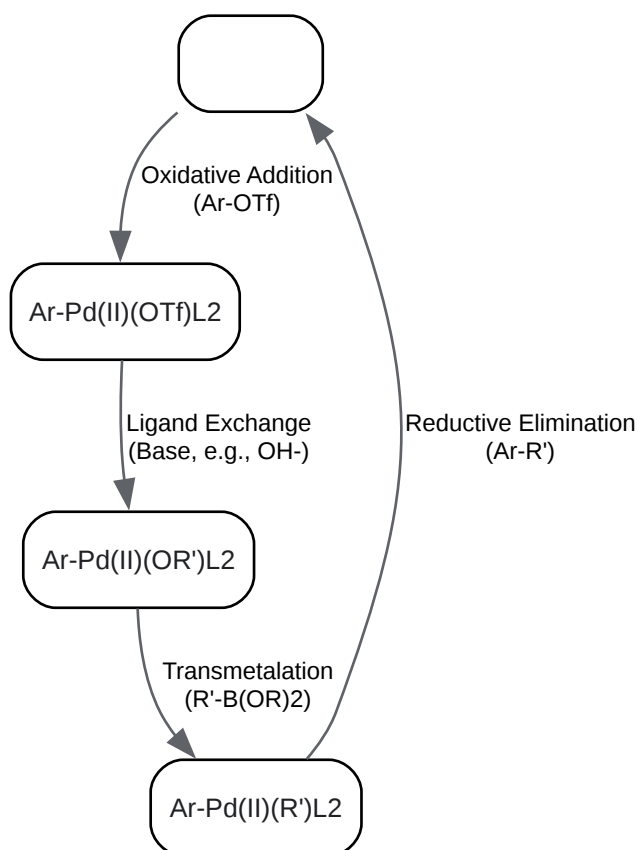 Oxidative Addition
(Ar-OTf)
Ar-Pd(II)(OTf)L2
Ligand Exchange
(Base, e.g., OH-)
Reductive Elimination
(Ar-R')
Ar-Pd(II)(OR')L2
Transmetalation
(R'-B(OR)2)
Ar-Pd(II)(R')L2